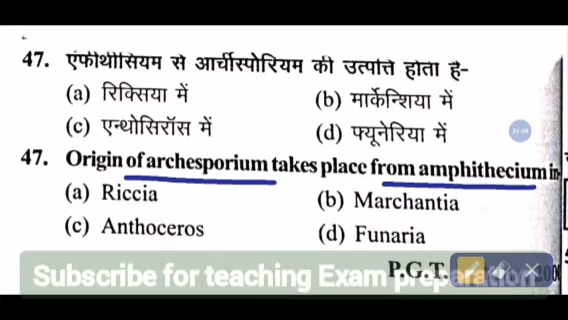 47. एंफीथीसियम से आर्चीस्पोरियम की उत्पत्ति होता है-
(a) रिक्सिया में (b) मार्केन्शिया में
(c) एन्थोसिरॉस में (d) फ्यूनेरिया में
47. Origin of archesporium takes place from amphithecium in-
(a) Riccia (b) Marchantia
(c) Anthoceros (d) Funaria
P.G.T.
Subscribe for teaching Exam preparation